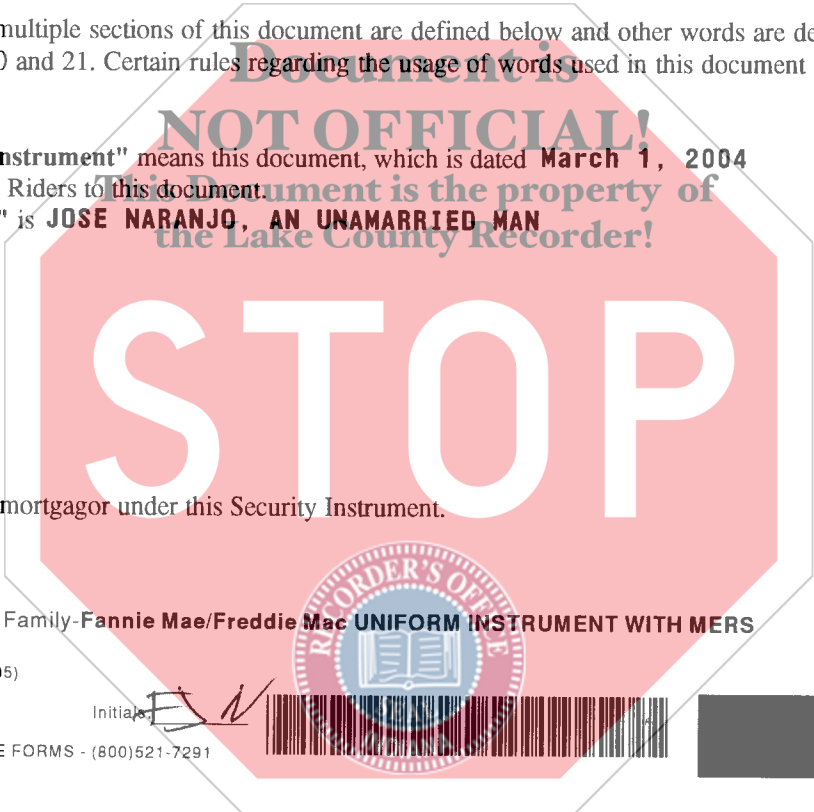 multiple sections of this document are defined below and other words are de
Document is
) and 21. Certain rules regarding the usage of words used in this document
NOT OFFICIAL!
nstrument" means this document, which is dated March 1, 2004
Riders to this document.
This Document is the property of
" is JOSE NARANJO, AN UNAMARRIED MAN
the Lake County Recorder!
STOP
mortgagor under this Security Instrument.
RECORDER'S OFFICE
Family-Fannie Mae/Freddie Mac UNIFORM INSTRUMENT WITH MERS
05)
Initials:
SEAL
INDIANA
E FORMS - (800)521-7291